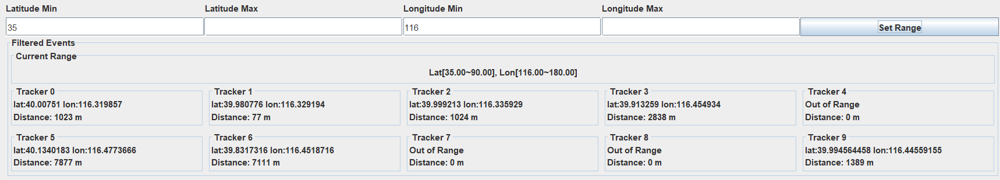 Latitude Min Latitude Max Longitude Min Longitude Max
35 116 Set Range
Filtered Events
Current Range
Lat[35.00~90.00], Lon[116.00~180.00]
Tracker 0 Tracker 1 Tracker 2 Tracker 3 Tracker 4
lat:40.00751 lon:116.319857 lat:39.980776 lon:116.329194 lat:39.999213 lon:116.335929 lat:39.913259 lon:116.454934 Out of Range
Distance: 1023 m Distance: 77 m Distance: 1024 m Distance: 2838 m Distance: 0 m
Tracker 5 Tracker 6 Tracker 7 Tracker 8 Tracker 9
lat:40.1340183 lon:116.4773666 lat:39.8317316 lon:116.4518716 Out of Range Out of Range lat:39.994564458 lon:116.44559155
Distance: 7877 m Distance: 7111 m Distance: 0 m Distance: 0 m Distance: 1389 m